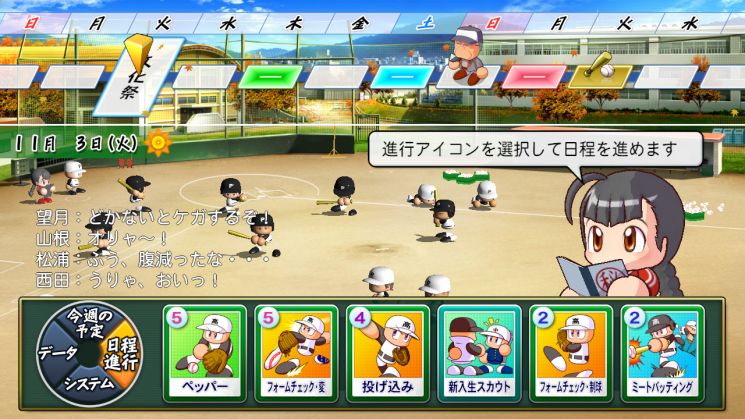 日 月 火 水 木 金 土 日 月 火 水
文化祭
11月 3日(火)
進行アイコンを選択して日程を進めます
望月：どかないとケガするぞ！
山根：オリャ～！
松浦：ふう、腹減ったな・・・
西田：うりゃ、おいっ！
今週の予定
日程進行
データ
システム
5 ペッパー
5 フォームチェック・変
4 投げ込み
新入生スカウト
2 フォームチェック・制球
2 ミートバッティング